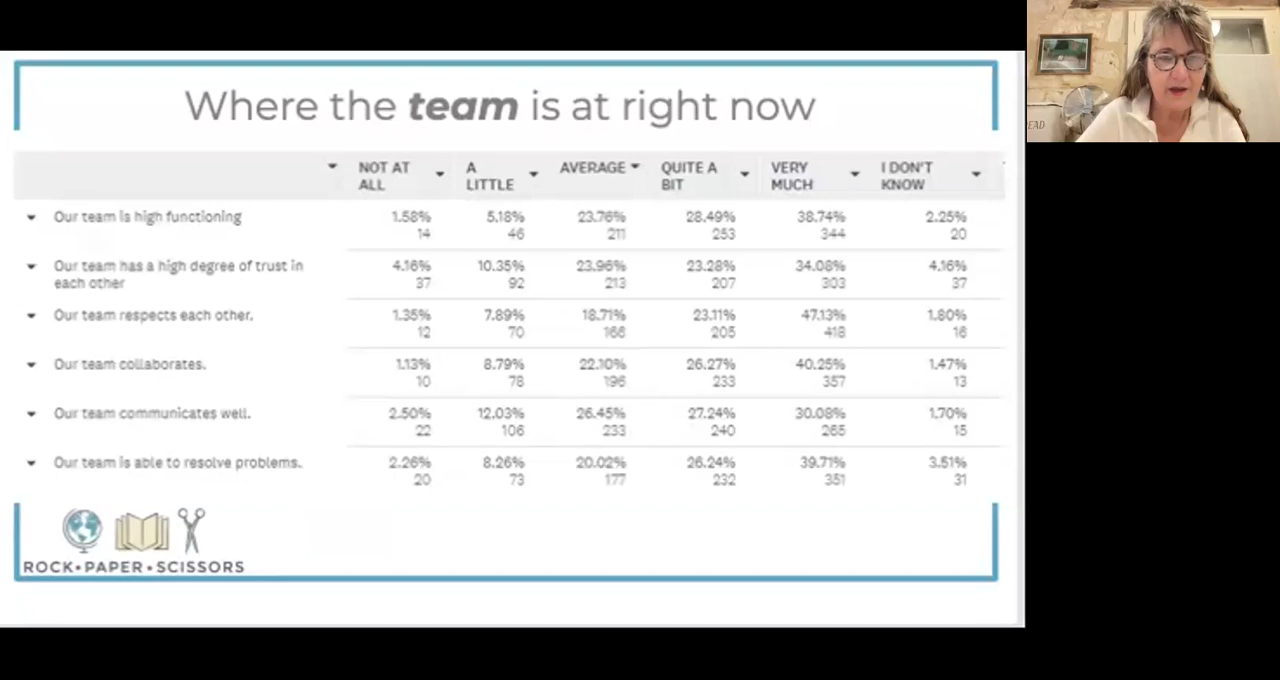 Where the team is at right now
NOT AT ALL
A LITTLE
AVERAGE
QUITE A BIT
VERY MUCH
I DON'T KNOW
Our team is high functioning
1.58% 5.18% 23.76% 28.49% 38.74% 2.25%
14 46 211 253 344 20
Our team has a high degree of trust in
each other
4.16% 10.35% 23.96% 23.28% 34.08% 4.16%
37 92 213 207 303 37
Our team respects each other.
1.35% 7.89% 18.71% 23.11% 47.13% 1.80%
12 70 166 205 418 16
Our team collaborates.
1.13% 8.79% 22.10% 26.27% 40.25% 1.47%
10 78 196 233 357 13
Our team communicates well.
2.50% 12.03% 26.45% 27.24% 30.08% 1.70%
22 106 233 240 265 15
Our team is able to resolve problems.
2.26% 8.26% 20.02% 26.24% 39.71% 3.51%
20 73 177 232 351 31
ROCK•PAPER•SCISSORS